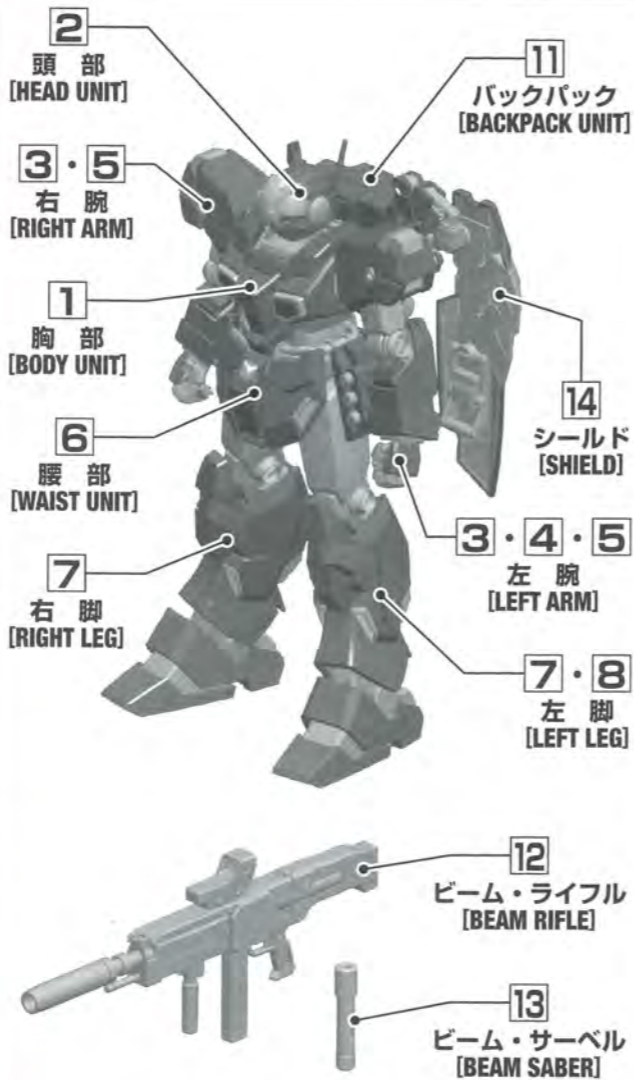 2
頭 部
[HEAD UNIT]
11
バックパック
[BACKPACK UNIT]
3・5
右 腕
[RIGHT ARM]
1
胸 部
[BODY UNIT]
6
腰 部
[WAIST UNIT]
14
シールド
[SHIELD]
3・4・5
左 腕
[LEFT ARM]
7
右 脚
[RIGHT LEG]
7・8
左 脚
[LEFT LEG]
12
ビーム・ライフル
[BEAM RIFLE]
13
ビーム・サーベル
[BEAM SABER]